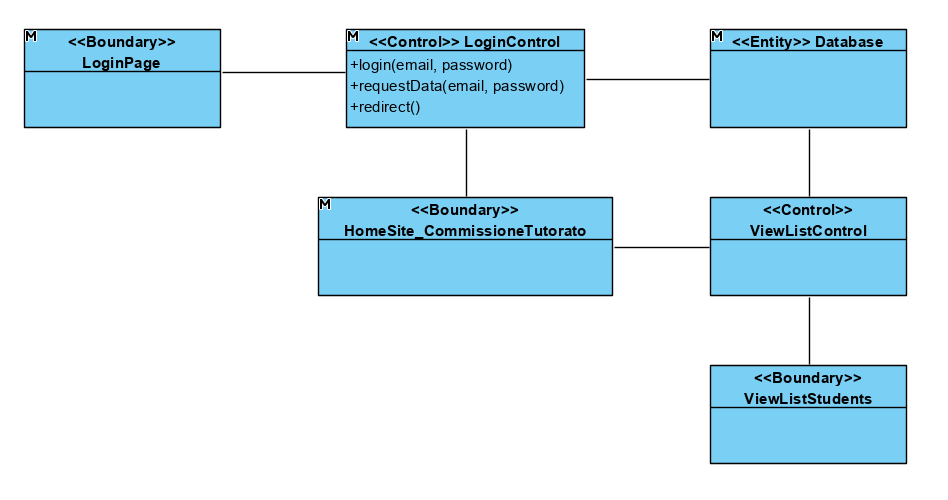 M
<<Boundary>>
LoginPage
M
<<Control>> LoginControl
+login(email, password)
+requestData(email, password)
+redirect()
M
<<Entity>> Database
M
<<Boundary>>
HomeSite_CommissioneTutorato
<<Control>>
ViewListControl
<<Boundary>>
ViewListStudents